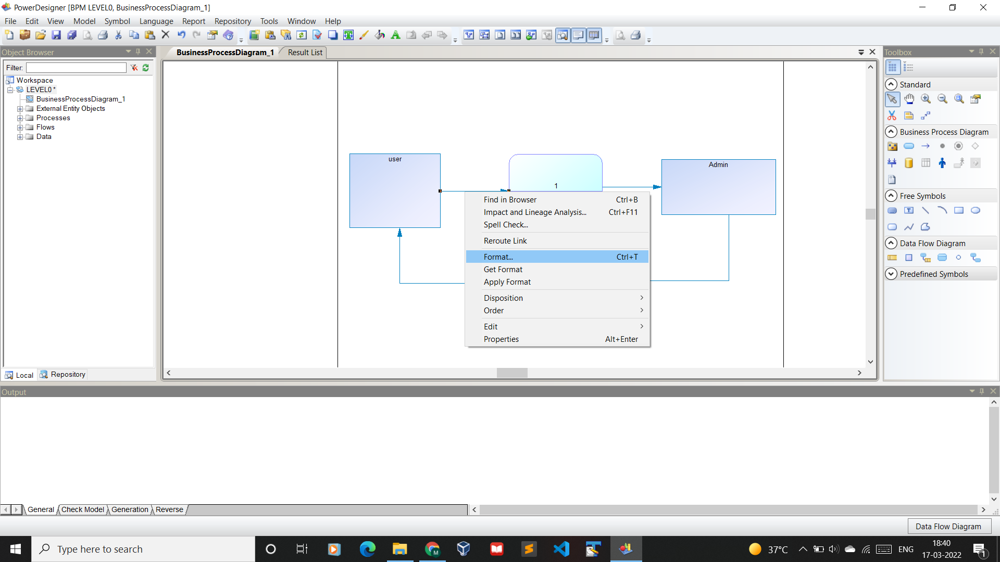 PowerDesigner [BPM LEVEL0, BusinessProcessDiagram_1]
File Edit View Model Symbol Language Report Repository Tools Window Help
Object Browser
BusinessProcessDiagram_1 Result List
Toolbox
Filter:
Workspace
LEVEL0 *
BusinessProcessDiagram_1
External Entity Objects
Processes
Flows
Data
Local Repository
user
1
Admin
Find in Browser Ctrl+B
Impact and Lineage Analysis... Ctrl+F11
Spell Check...
Reroute Link
Format... Ctrl+T
Get Format
Apply Format
Disposition
Order
Edit
Properties Alt+Enter
Standard
Business Process Diagram
Free Symbols
Data Flow Diagram
Predefined Symbols
Output
General Check Model Generation Reverse
Data Flow Diagram
Type here to search
37°C
ENG
18:40
17-03-2022
1